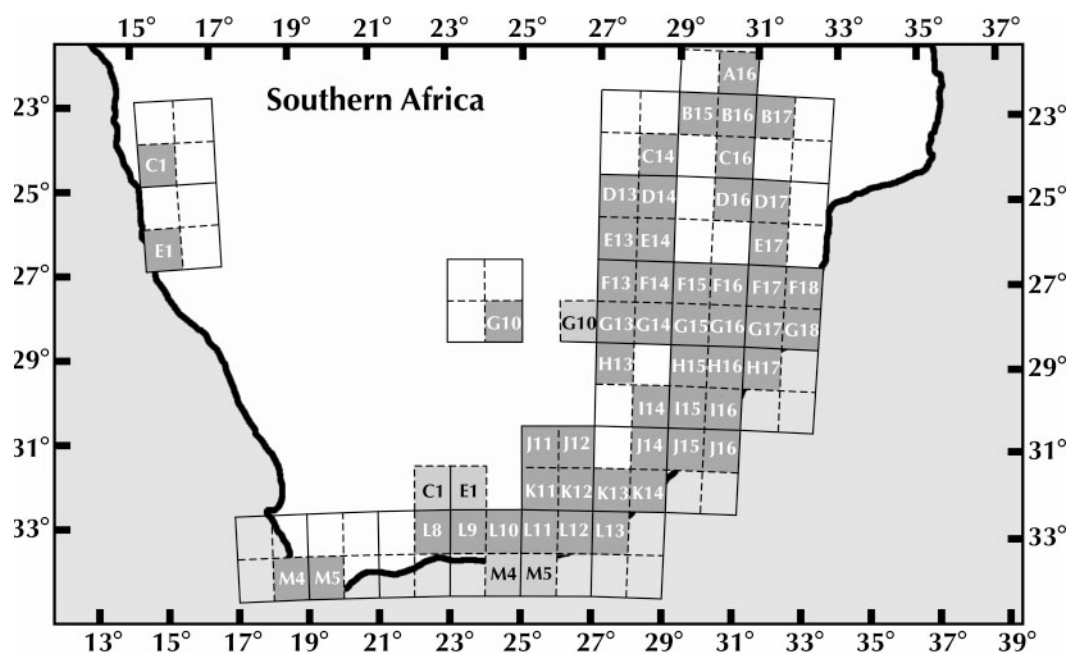 15° 17° 18° 20° 23° 25° 27° 29° 31° 33° 35° 37°
A16
Southern Africa
23° B15 B16 B17 23°
C1 C14 C16
25° D13 D14 D16 D17 25°
E1 E13 E14 E17
27° F13 F14 F15 F16 F17 F18 27°
G10 G10 G13 G14 G15 G16 G17 G18
29° H13 H15 H16 H17 29°
I14 I15 I16
31° J11 J12 J14 J15 J16 31°
C1 E1 K11 K12 K13 K14
33° L8 L9 L10 L11 L12 L13 33°
M4 M5 M4 M5
13° 15° 17° 19° 21° 23° 25° 27° 29° 31° 33° 35° 37° 39°